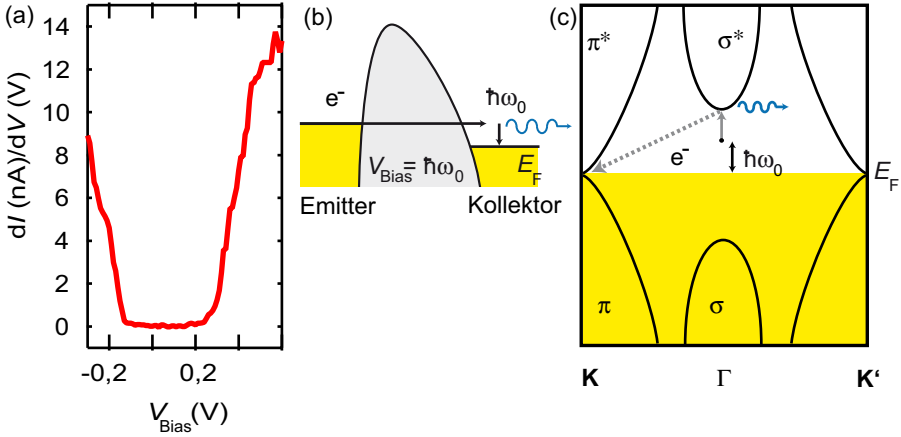 (a)
14
12
10
8
6
4
2
0
dI (nA)/dV (V)
-0,2
0,2
V_Bias (V)
(b)
e⁻
ħω₀
V_Bias = ħω₀
E_F
Emitter
Kollektor
(c)
π*
σ*
e⁻
ħω₀
E_F
π
σ
K
Γ
K‘